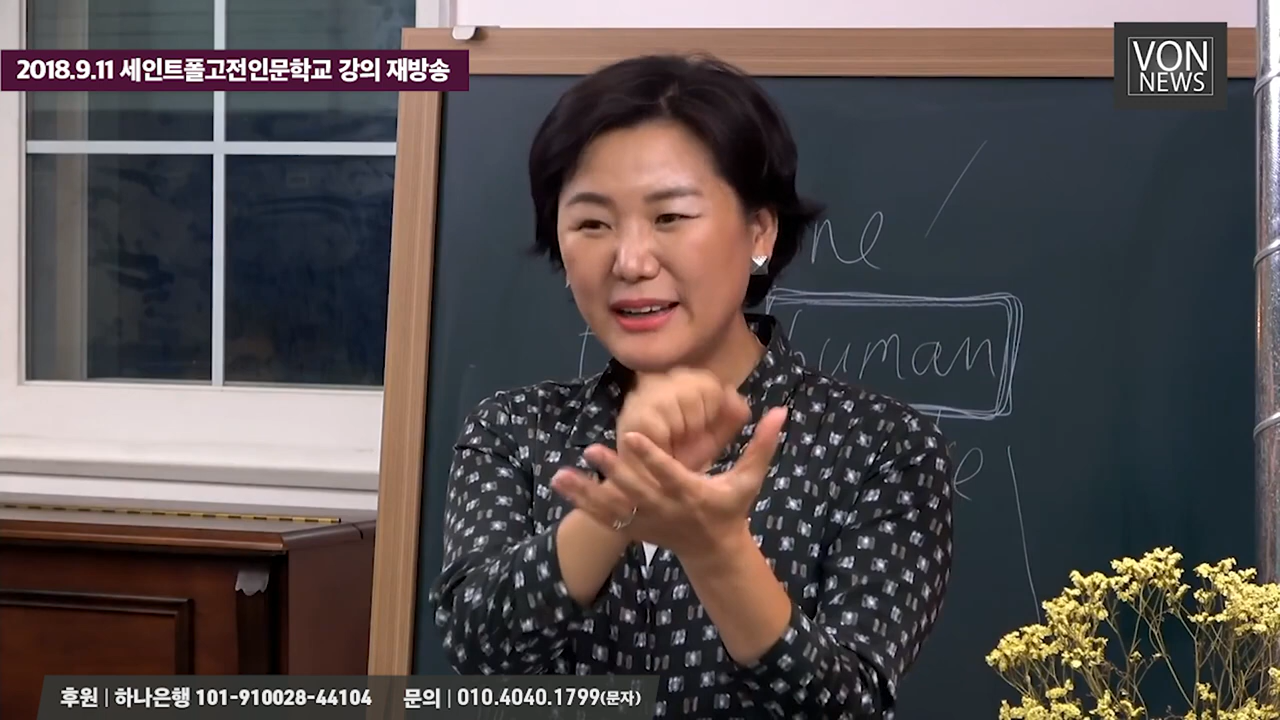 2018.9.11 세인트폴고전인문학교 강의 재방송
VON
NEWS
human
후원 | 하나은행 101-910028-44104 문의 | 010.4040.1799(문자)